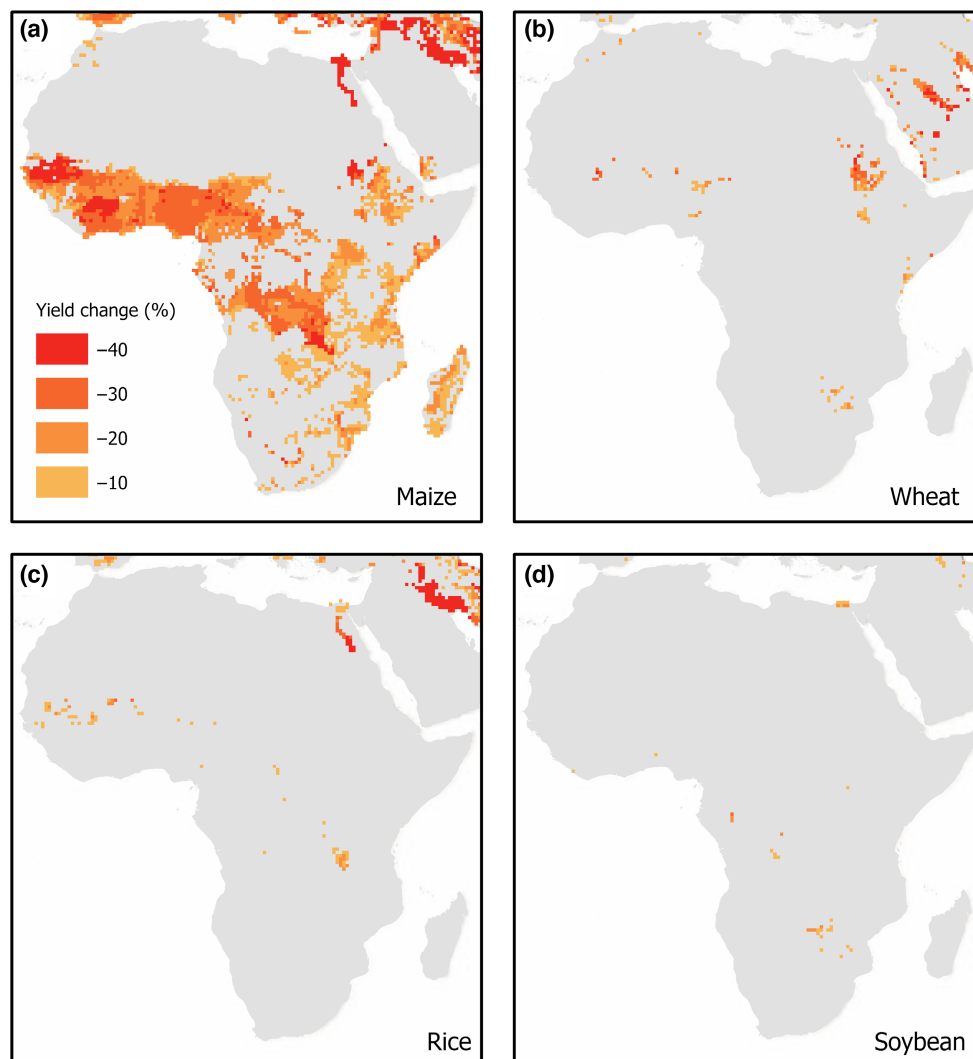 (a)
Yield change (%)
−40
−30
−20
−10
Maize
(b)
Wheat
(c)
Rice
(d)
Soybean